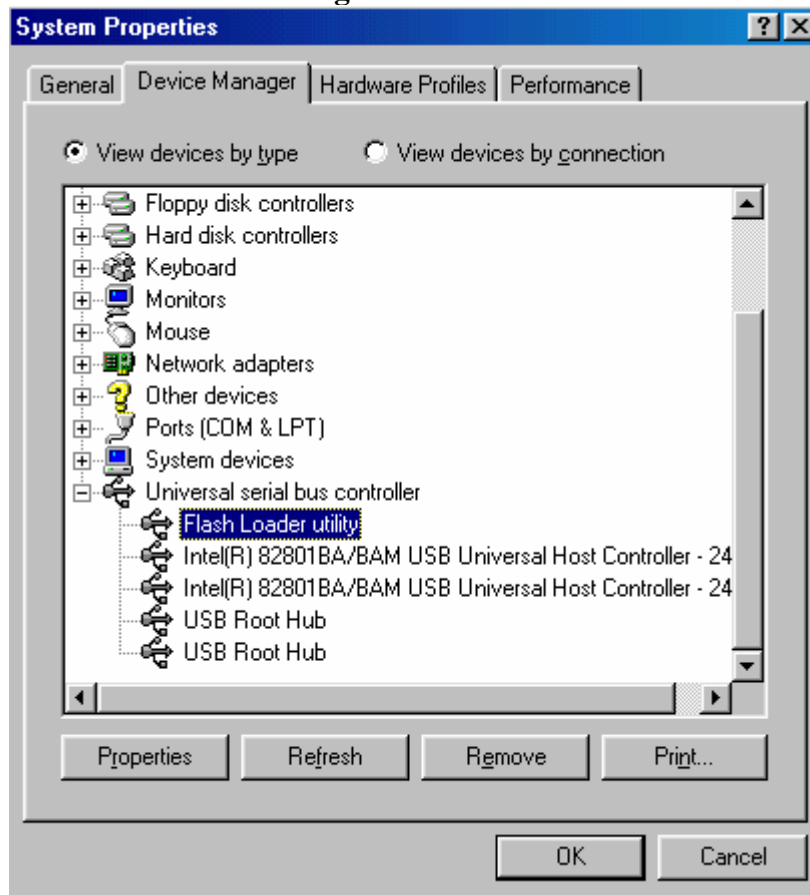 System Properties
General Device Manager Hardware Profiles Performance
View devices by type View devices by connection
Floppy disk controllers
Hard disk controllers
Keyboard
Monitors
Mouse
Network adapters
Other devices
Ports (COM & LPT)
System devices
Universal serial bus controller
Flash Loader utility
Intel(R) 82801BA/BAM USB Universal Host Controller - 24
Intel(R) 82801BA/BAM USB Universal Host Controller - 24
USB Root Hub
USB Root Hub
Properties Refresh Remove Print...
OK Cancel